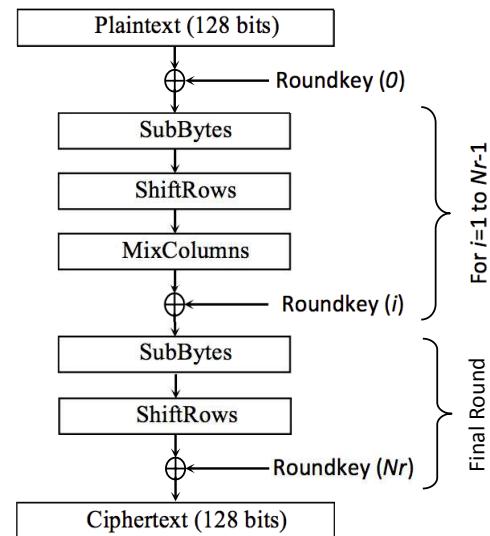 Plaintext (128 bits)
Roundkey (0)
SubBytes
ShiftRows
MixColumns
Roundkey (i)
For i=1 to Nr-1
SubBytes
ShiftRows
Roundkey (Nr)
Final Round
Ciphertext (128 bits)